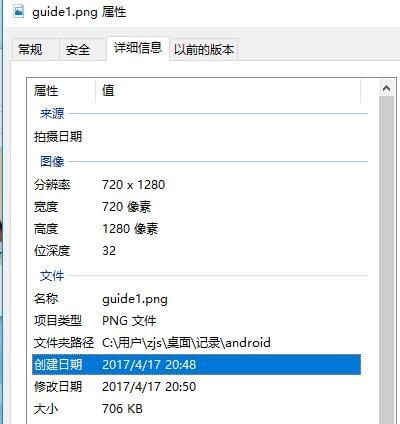 guide1.png 属性
常规 安全 详细信息 以前的版本
属性 值
来源
拍摄日期
图像
分辨率 720 x 1280
宽度 720 像素
高度 1280 像素
位深度 32
文件
名称 guide1.png
项目类型 PNG 文件
文件夹路径 C:\用户\zjs\桌面\记录\android
创建日期 2017/4/17 20:48
修改日期 2017/4/17 20:50
大小 706 KB